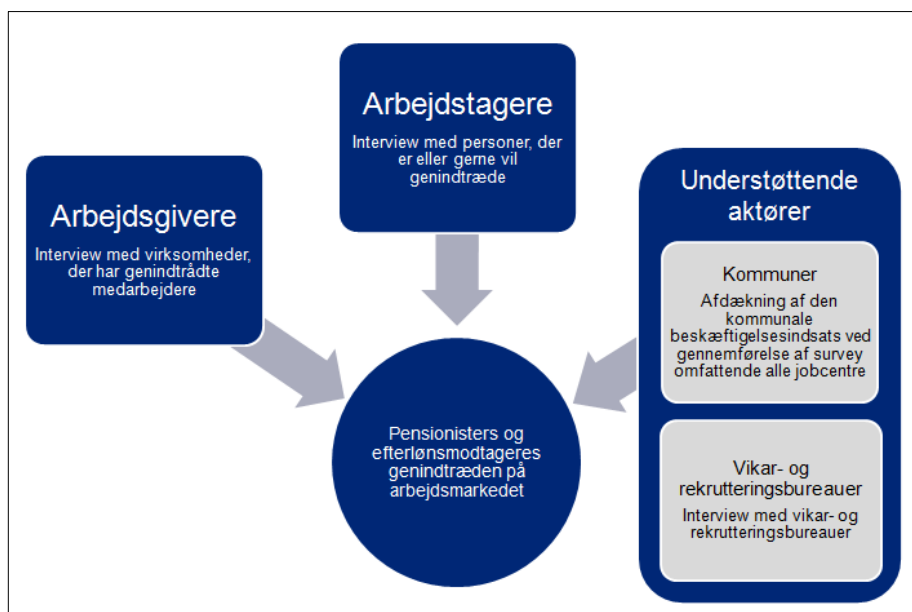 Arbejdsgivere
Interview med virksomheder,
der har genindtrådte
medarbejdere
Arbejdstagere
Interview med personer, der
er eller gerne vil
genindtræde
Understøttende
aktører
Kommuner
Afdækning af den
kommunale
beskæftigelsesindsats ved
gennemførelse af survey
omfattende alle jobcentre
Vikar- og
rekrutteringsbureauer
Interview med vikar- og
rekrutteringsbureauer
Pensionisters og
efterlønsmodtageres
genindtræden på
arbejdsmarkedet